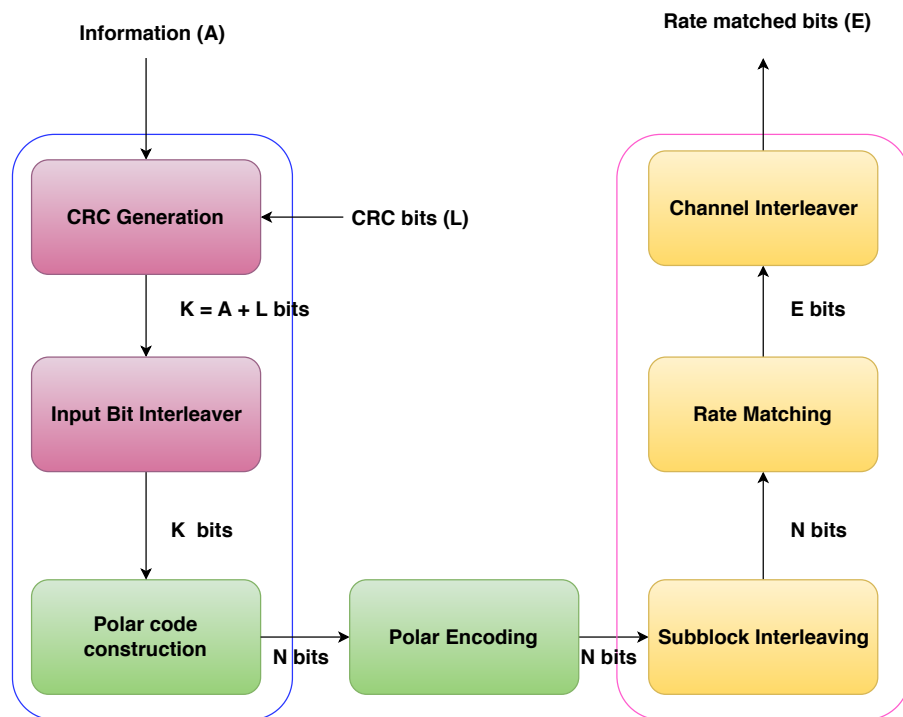 Information (A)
CRC Generation
CRC bits (L)
K = A + L bits
Input Bit Interleaver
K bits
Polar code
construction
N bits
Polar Encoding
N bits
Subblock Interleaving
N bits
Rate Matching
E bits
Channel Interleaver
Rate matched bits (E)